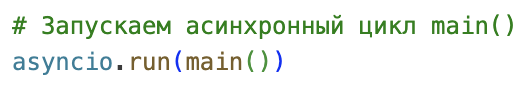 # Запускаем асинхронный цикл main()
asyncio.run(main())